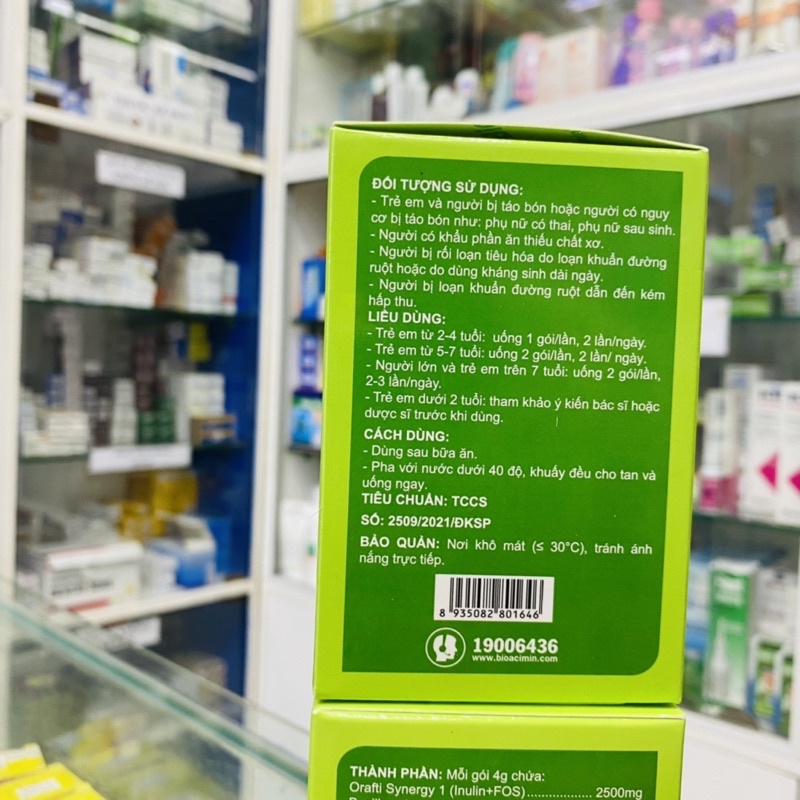 ĐỐI TƯỢNG SỬ DỤNG:
- Trẻ em và người bị táo bón hoặc người có nguy
cơ bị táo bón như: phụ nữ có thai, phụ nữ sau sinh.
- Người có khẩu phần ăn thiếu chất xơ.
- Người bị rối loạn tiêu hóa do loạn khuẩn đường
ruột hoặc do dùng kháng sinh dài ngày.
- Người bị loạn khuẩn đường ruột dẫn đến kém
hấp thu.
LIỀU DÙNG:
- Trẻ em từ 2-4 tuổi: uống 1 gói/lần, 2 lần/ngày.
- Trẻ em từ 5-7 tuổi: uống 2 gói/lần, 2 lần/ ngày.
- Người lớn và trẻ em trên 7 tuổi: uống 2 gói/lần,
2-3 lần/ngày.
- Trẻ em dưới 2 tuổi: tham khảo ý kiến bác sĩ hoặc
dược sĩ trước khi dùng.
CÁCH DÙNG:
- Dùng sau bữa ăn.
- Pha với nước dưới 40 độ, khuấy đều cho tan và
uống ngay.
TIÊU CHUẨN: TCCS
SỐ: 2509/2021/ĐKSP
BẢO QUẢN: Nơi khô mát (≤ 30°C), tránh ánh
nắng trực tiếp.
8 935082 801646
19006436
www.bioacimin.com
THÀNH PHẦN: Mỗi gói 4g chứa:
Orafti Synergy 1 (Inulin+FOS)................... 2500mg